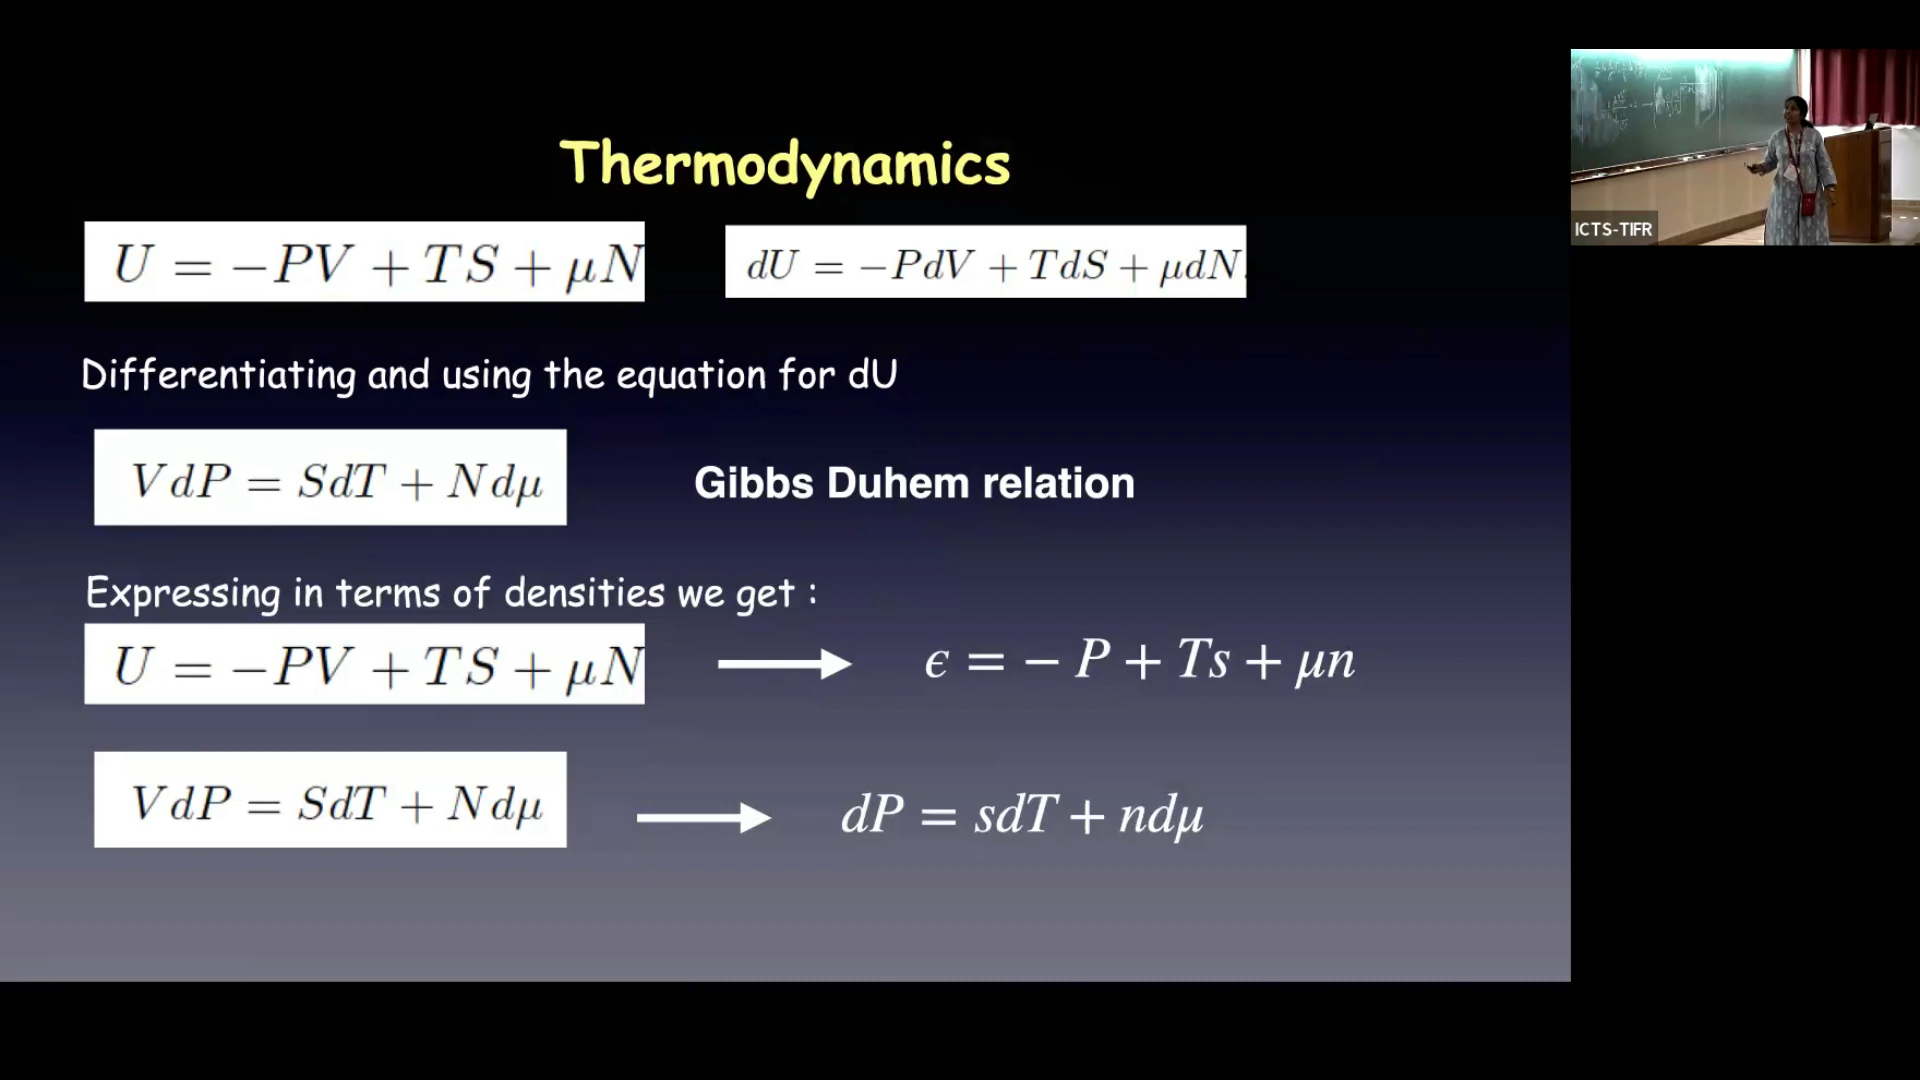 Thermodynamics
U = −PV + TS + μN
dU = −PdV + TdS + μdN.
Differentiating and using the equation for dU
VdP = SdT + Ndμ
Gibbs Duhem relation
Expressing in terms of densities we get :
U = −PV + TS + μN
ϵ = − P + Ts + μn
VdP = SdT + Ndμ
dP = sdT + ndμ
ICTS-TIFR